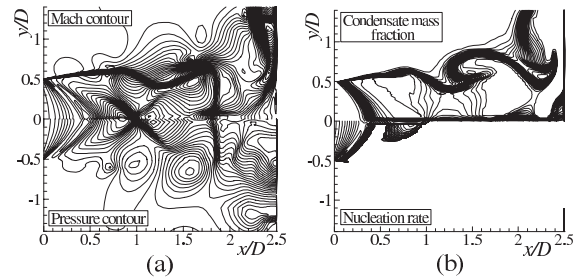 Mach contour
Pressure contour
y/D
1
0.5
0
-0.5
-1
0
0.5
1
1.5
2
2.5
x/D
(a)
Condensate mass
fraction
Nucleation rate
y/D
1
0.5
0
-0.5
-1
0
0.5
1
1.5
2
2.5
x/D
(b)